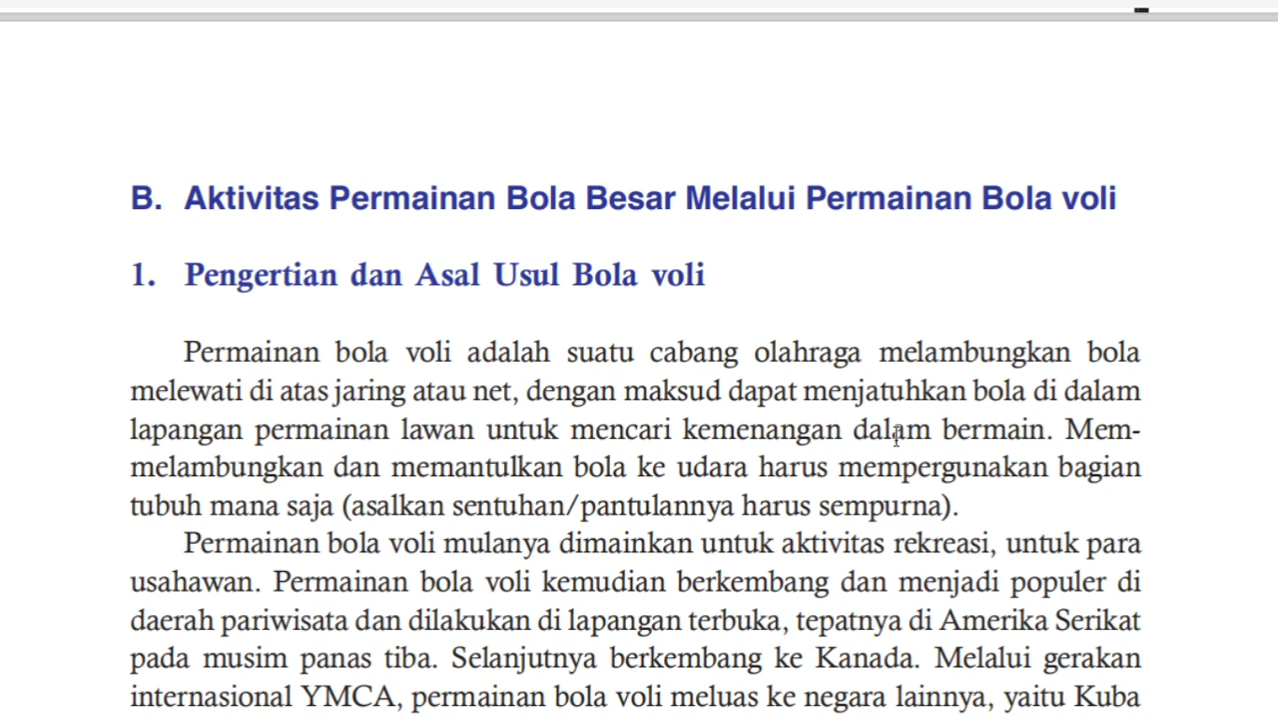 B. Aktivitas Permainan Bola Besar Melalui Permainan Bola voli
1. Pengertian dan Asal Usul Bola voli
Permainan bola voli adalah suatu cabang olahraga melambungkan bola
melewati di atas jaring atau net, dengan maksud dapat menjatuhkan bola di dalam
lapangan permainan lawan untuk mencari kemenangan dalam bermain. Mem-
melambungkan dan memantulkan bola ke udara harus mempergunakan bagian
tubuh mana saja (asalkan sentuhan/pantulannya harus sempurna).
Permainan bola voli mulanya dimainkan untuk aktivitas rekreasi, untuk para
usahawan. Permainan bola voli kemudian berkembang dan menjadi populer di
daerah pariwisata dan dilakukan di lapangan terbuka, tepatnya di Amerika Serikat
pada musim panas tiba. Selanjutnya berkembang ke Kanada. Melalui gerakan
internasional YMCA, permainan bola voli meluas ke negara lainnya, yaitu Kuba